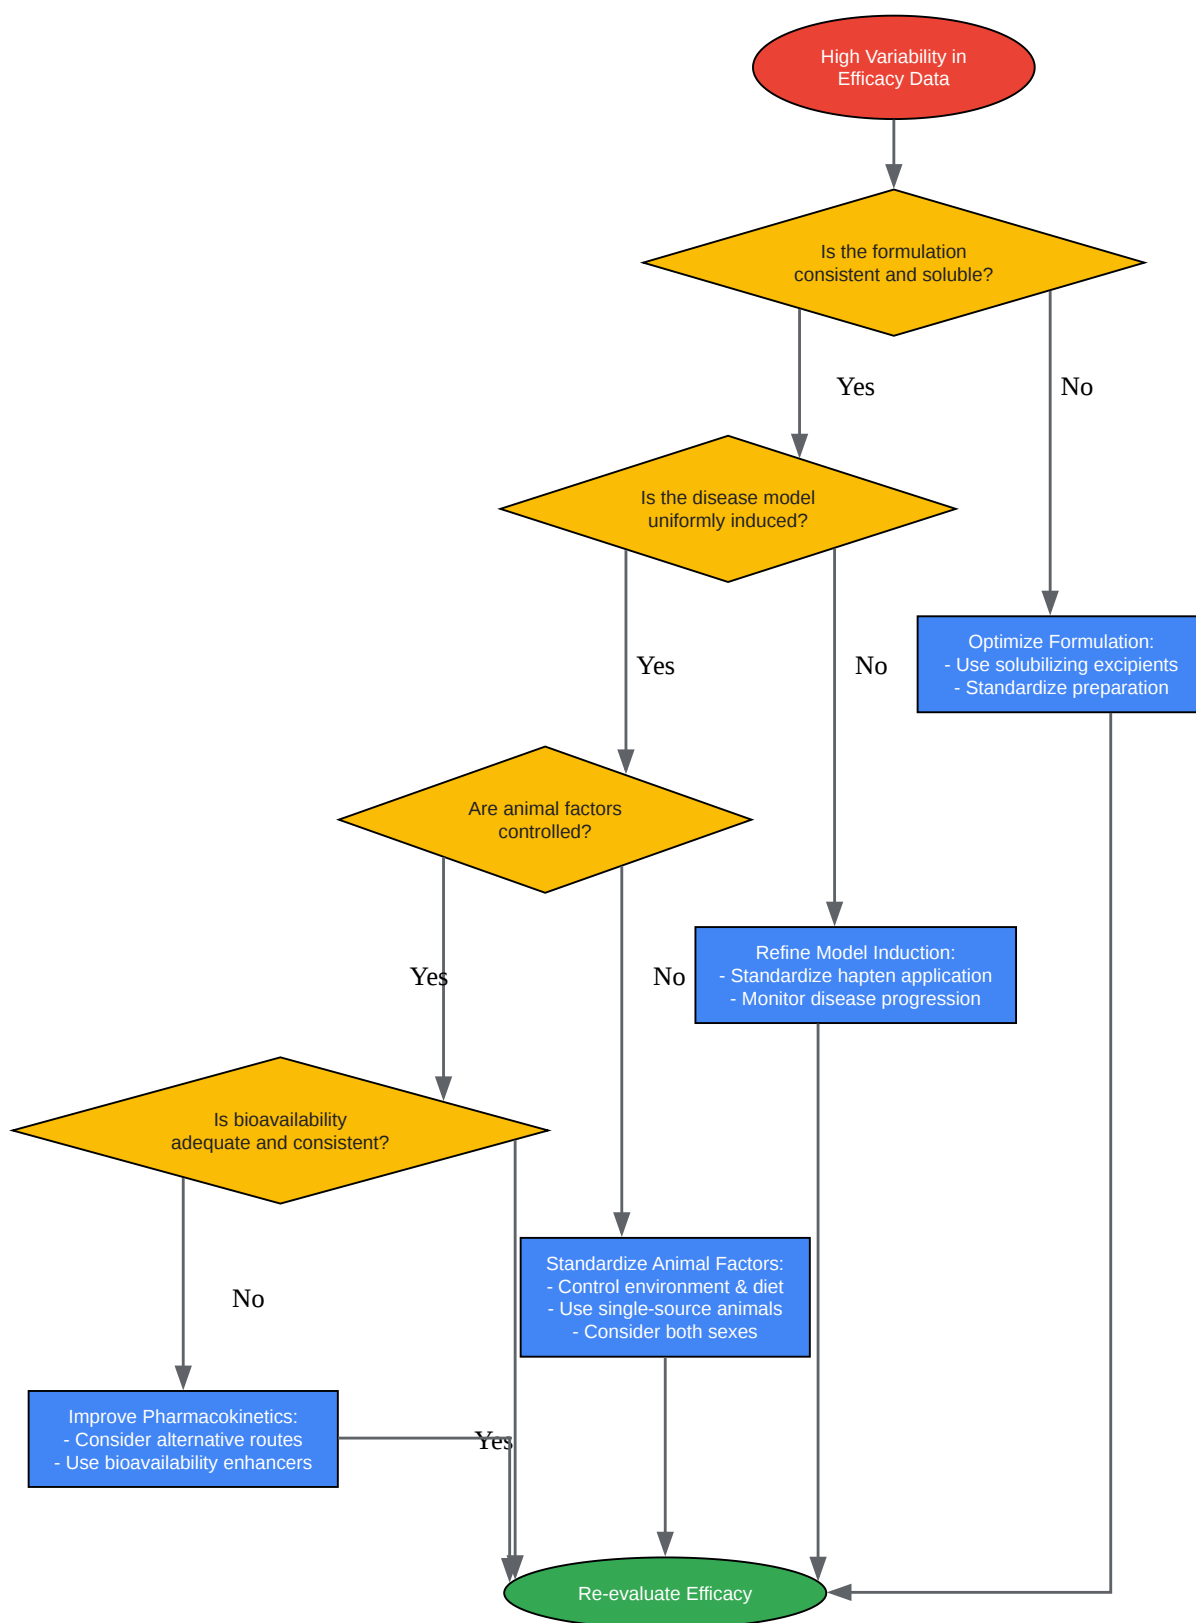 High Variability in
Efficacy Data
Is the formulation
consistent and soluble?
Yes
No
Is the disease model
uniformly induced?
Optimize Formulation:
- Use solubilizing excipients
- Standardize preparation
Yes
No
Are animal factors
controlled?
Refine Model Induction:
- Standardize hapten application
- Monitor disease progression
Yes
No
Is bioavailability
adequate and consistent?
Standardize Animal Factors:
- Control environment & diet
- Use single-source animals
- Consider both sexes
No
Improve Pharmacokinetics:
- Consider alternative routes
- Use bioavailability enhancers
Yes
Re-evaluate Efficacy